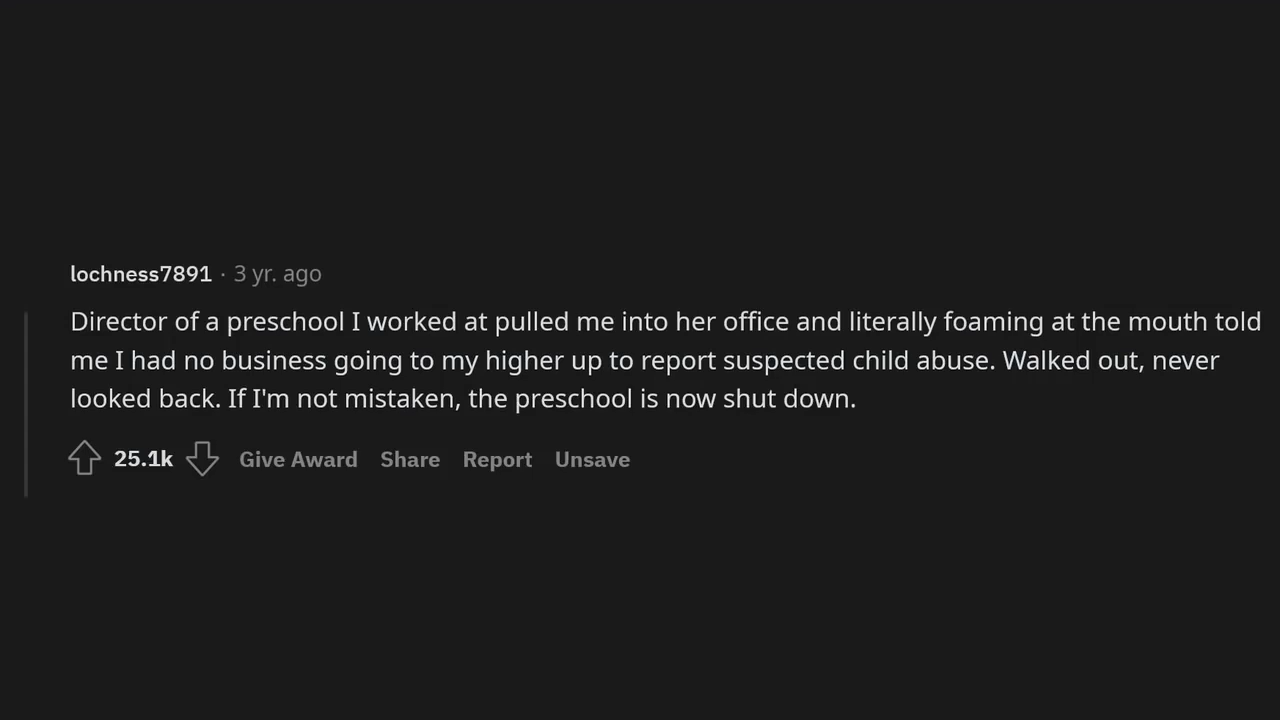 lochness7891 · 3 yr. ago
Director of a preschool I worked at pulled me into her office and literally foaming at the mouth told
me I had no business going to my higher up to report suspected child abuse. Walked out, never
looked back. If I'm not mistaken, the preschool is now shut down.
25.1k Give Award Share Report Unsave